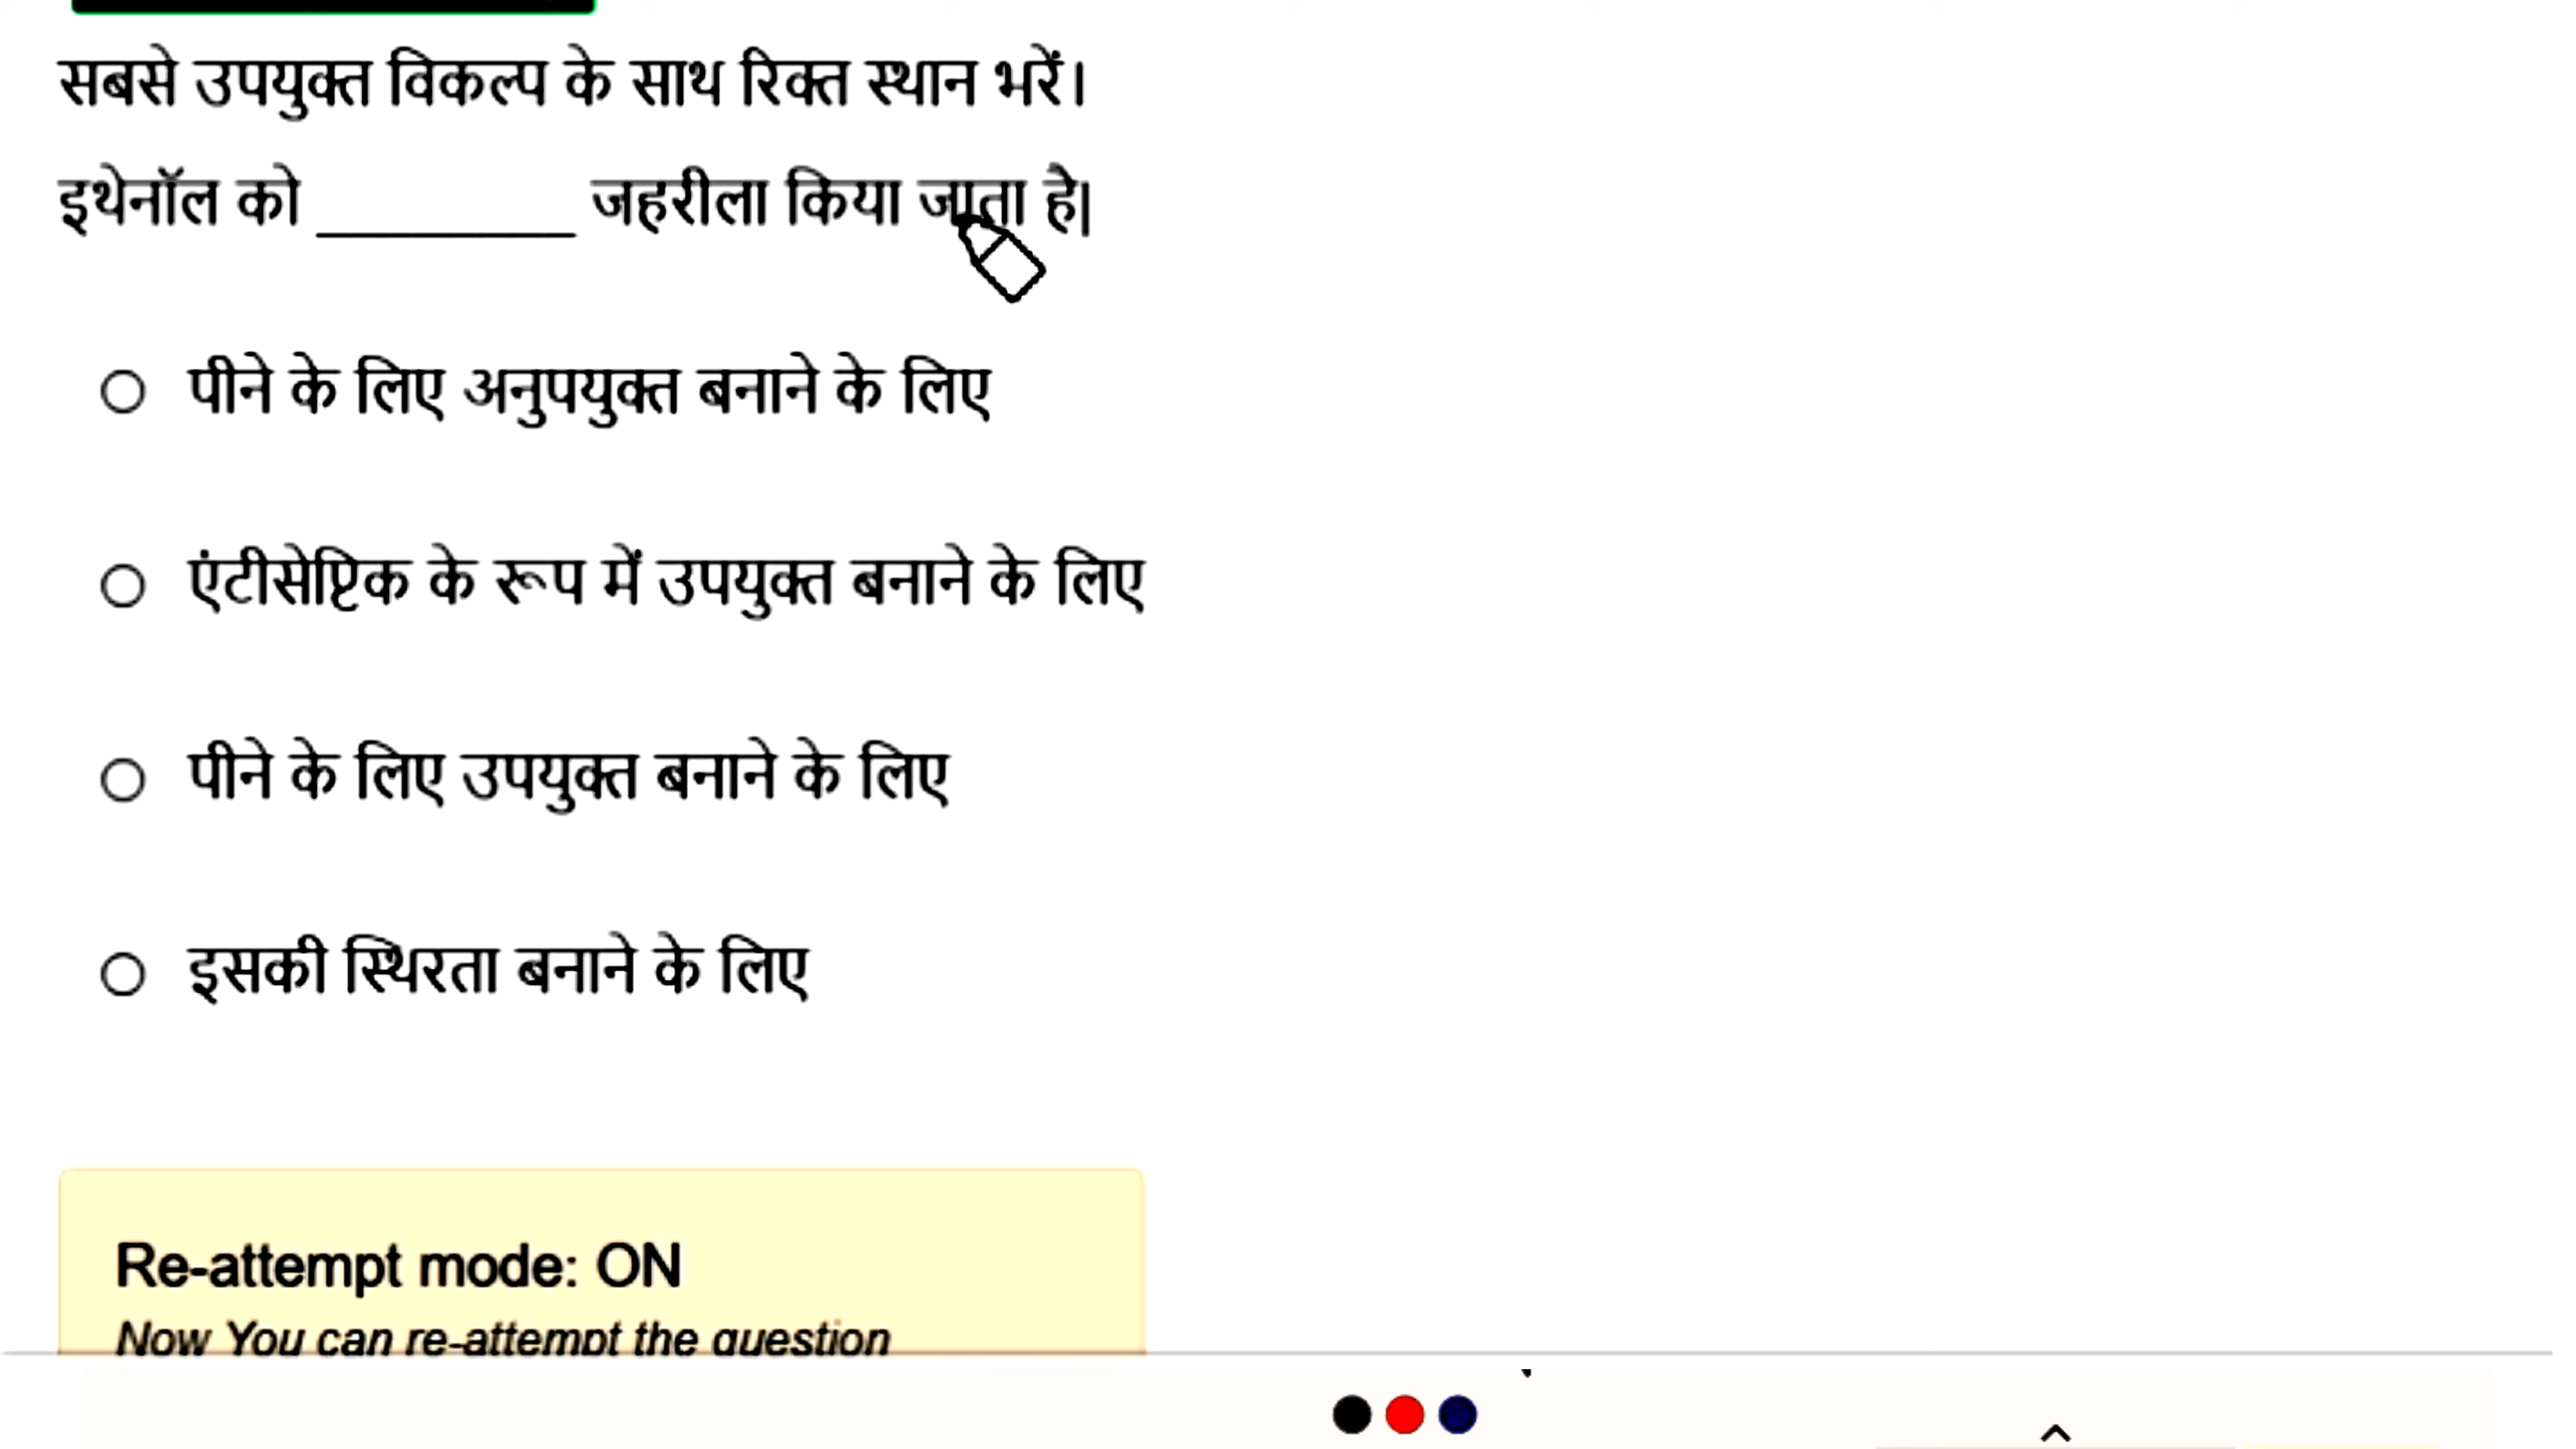 सबसे उपयुक्त विकल्प के साथ रिक्त स्थान भरें।
इथेनॉल को ________ जहरीला किया जाता है|
पीने के लिए अनुपयुक्त बनाने के लिए
एंटीसेप्टिक के रूप में उपयुक्त बनाने के लिए
पीने के लिए उपयुक्त बनाने के लिए
इसकी स्थिरता बनाने के लिए
Re-attempt mode: ON
Now You can re-attempt the question